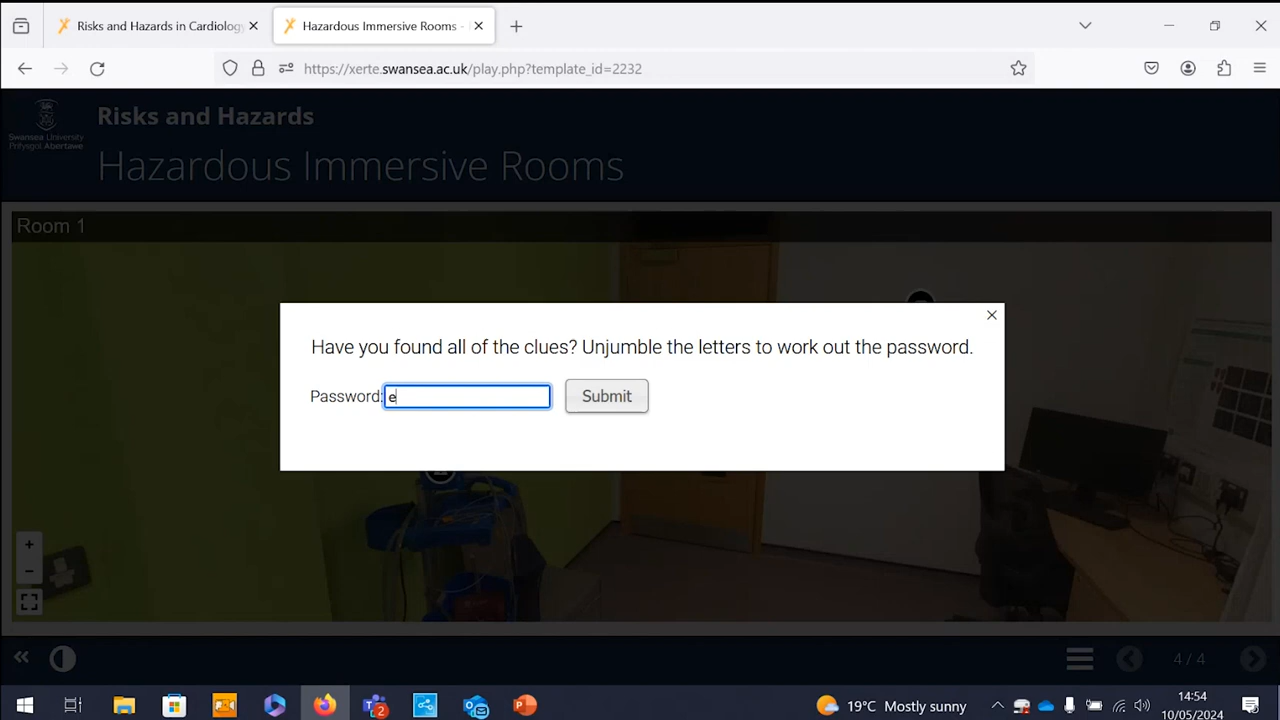 Risks and Hazards in Cardiology
Hazardous Immersive Rooms -
https://xerte.swansea.ac.uk/play.php?template_id=2232
Swansea University
Prifysgol Abertawe
Risks and Hazards
Hazardous Immersive Rooms
Room 1
Have you found all of the clues? Unjumble the letters to work out the password.
Password: e
Submit
+
-
4 / 4
2
19°C Mostly sunny
14:54
10/05/2024